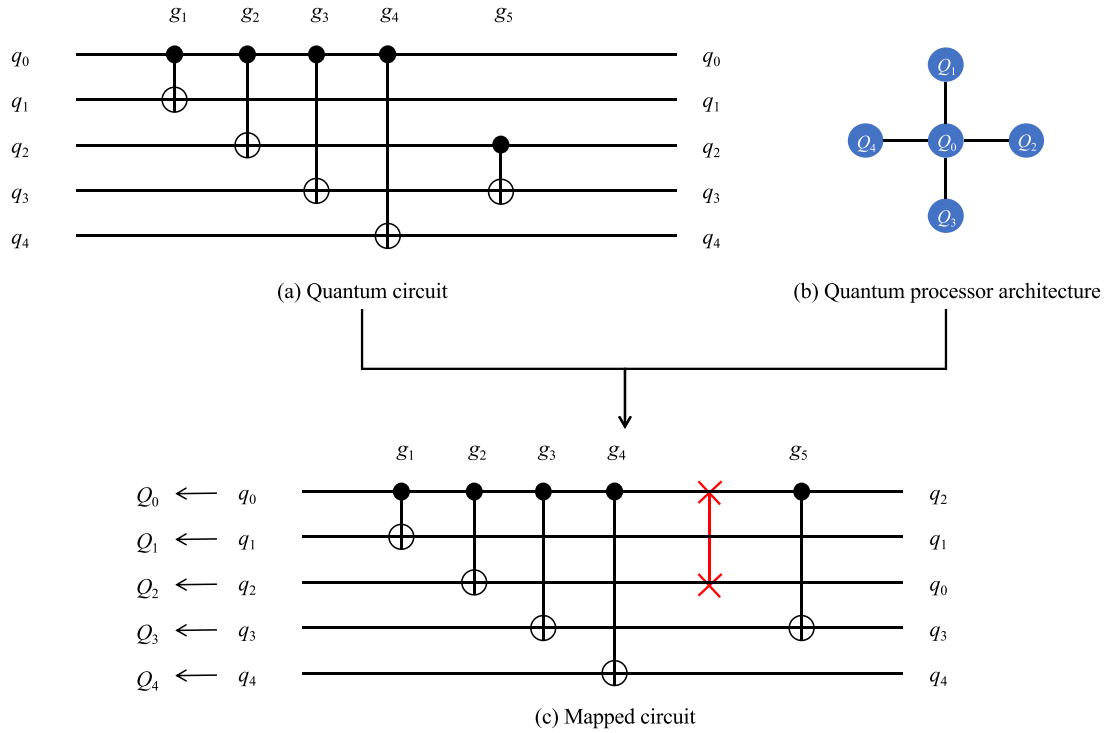 g₁ g₂ g₃ g₄ g₅
q₀ q₀
q₁ q₁
q₂ q₂
q₃ q₃
q₄ q₄
Q₁
Q₄ Q₀ Q₂
Q₃
(a) Quantum circuit
(b) Quantum processor architecture
g₁ g₂ g₃ g₄ g₅
Q₀ ← q₀ q₂
Q₁ ← q₁ q₁
Q₂ ← q₂ q₀
Q₃ ← q₃ q₃
Q₄ ← q₄ q₄
(c) Mapped circuit